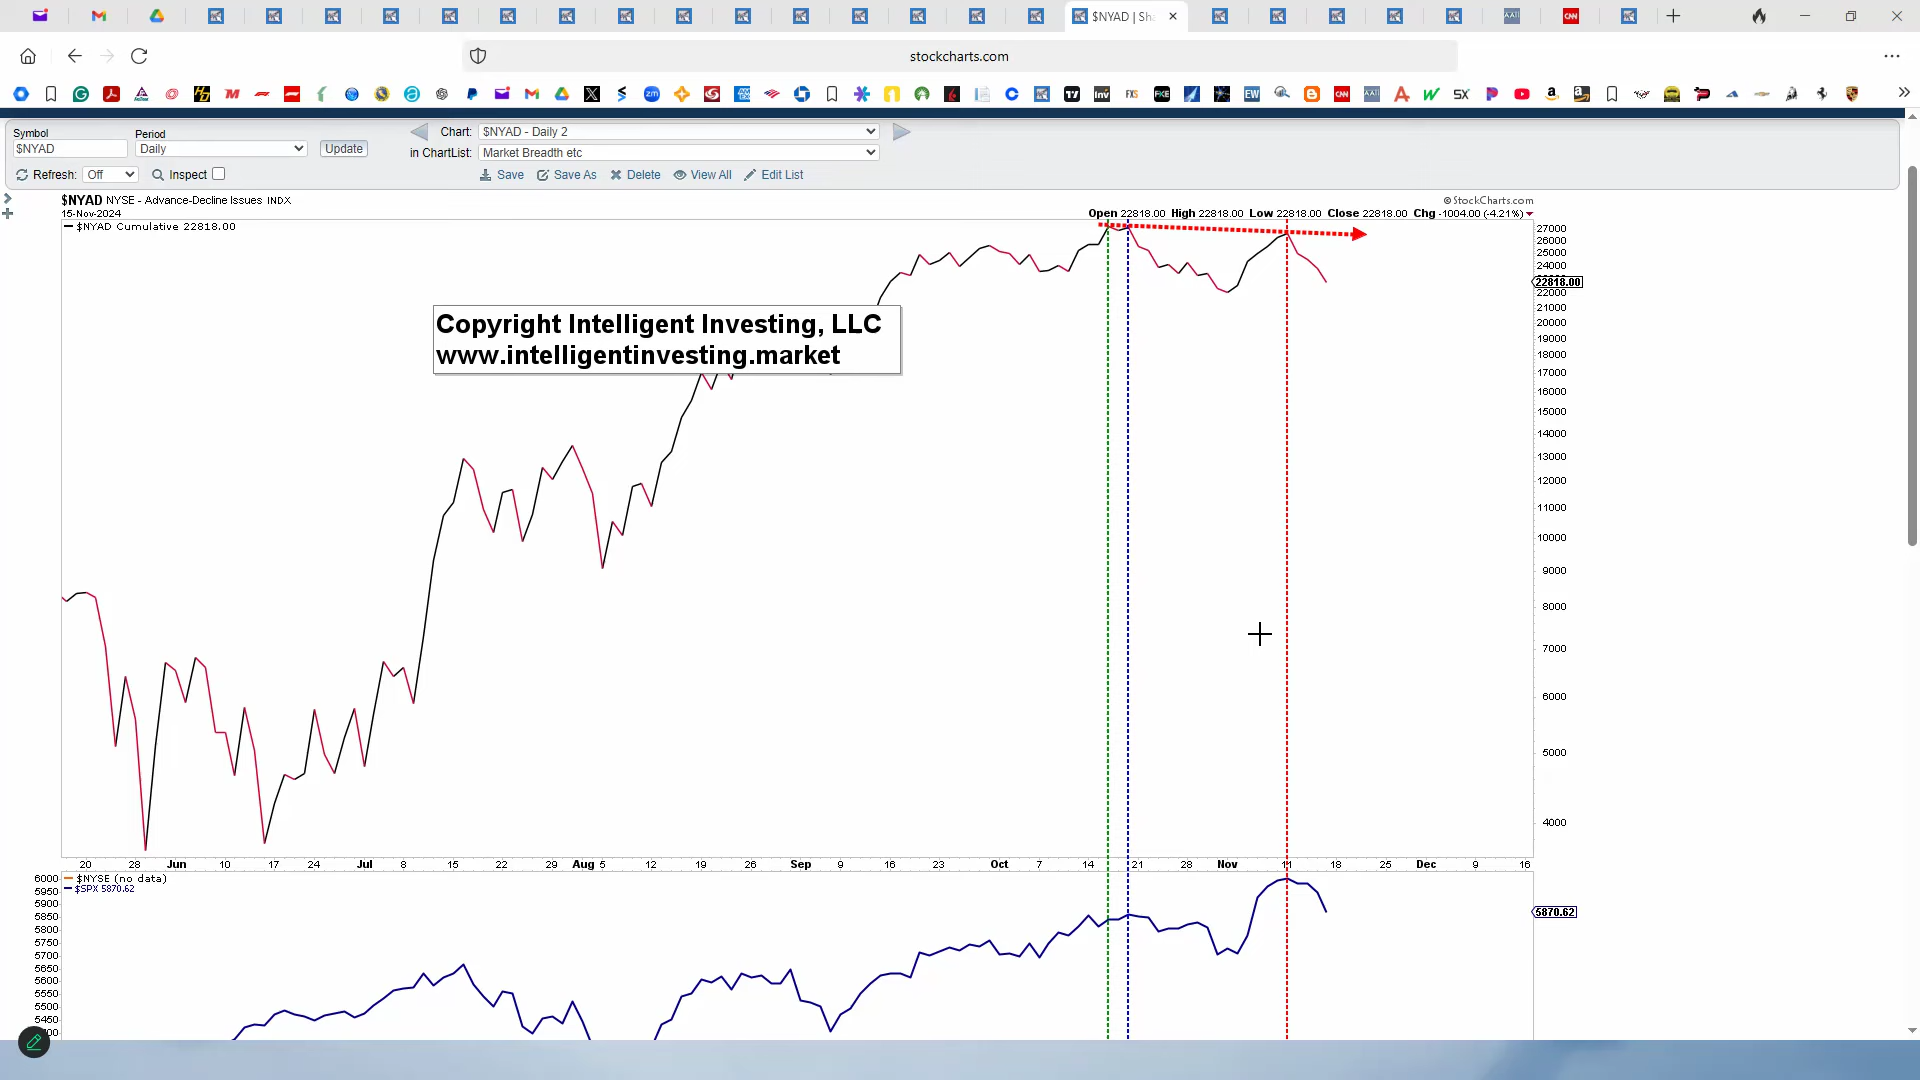 $NYAD | Sha
stockcharts.com
Symbol
$NYAD
Period
Daily
Update
Chart: $NYAD - Daily 2
in ChartList: Market Breadth etc
Refresh: Off
Inspect
Save
Save As
Delete
View All
Edit List
$NYAD NYSE - Advance-Decline Issues INDX
© StockCharts.com
15-Nov-2024
Open 22818.00 High 22818.00 Low 22818.00 Close 22818.00 Chg -1004.00 (-4.21%)
$NYAD Cumulative 22818.00
27000
26000
25000
24000
22818.00
22000
21000
20000
19000
18000
17000
16000
15000
14000
13000
12000
11000
10000
9000
8000
7000
6000
5000
4000
Copyright Intelligent Investing, LLC
www.intelligentinvesting.market
20 28 Jun 10 17 24 Jul 8 15 22 29 Aug 5 12 19 26 Sep 9 16 23 Oct 7 14 21 28 Nov 11 18 25 Dec 9 16
$NYSE (no data)
$SPX 5870.62
6000
5950
5900
5850
5800
5750
5700
5650
5600
5550
5500
5450
5870.62